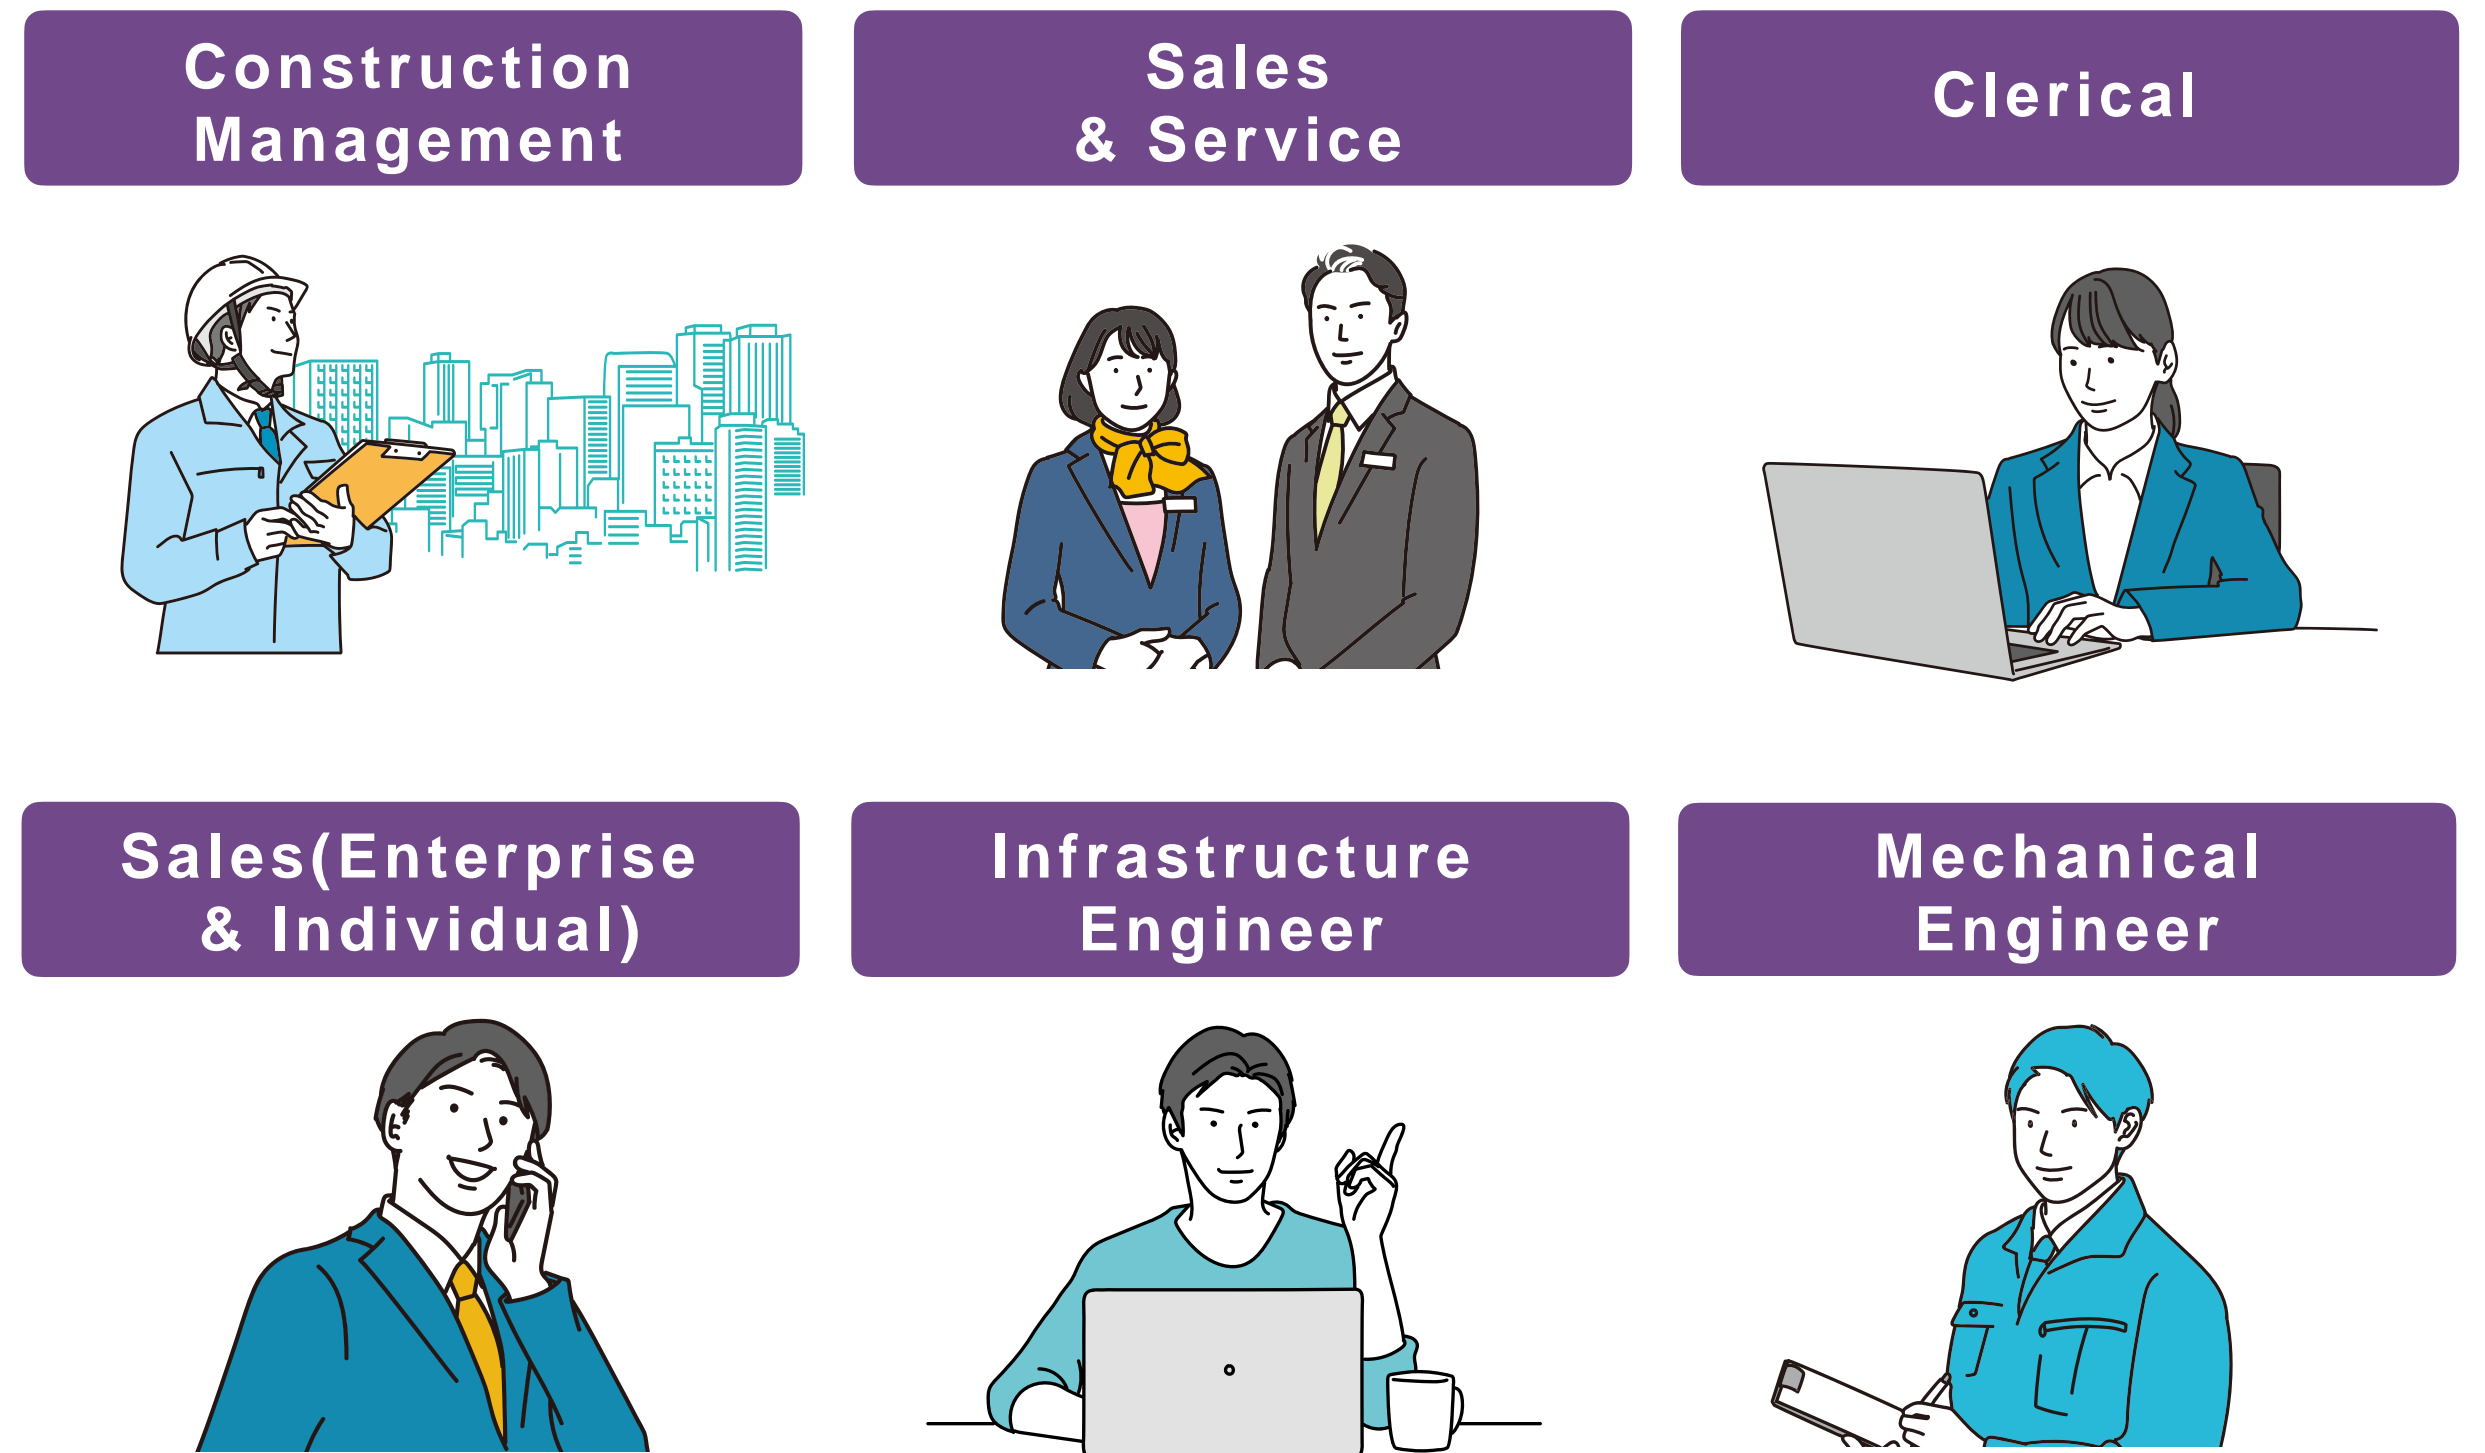 Construction
Management
Sales
& Service
Clerical
Sales(Enterprise
& Individual)
Infrastructure
Engineer
Mechanical
Engineer